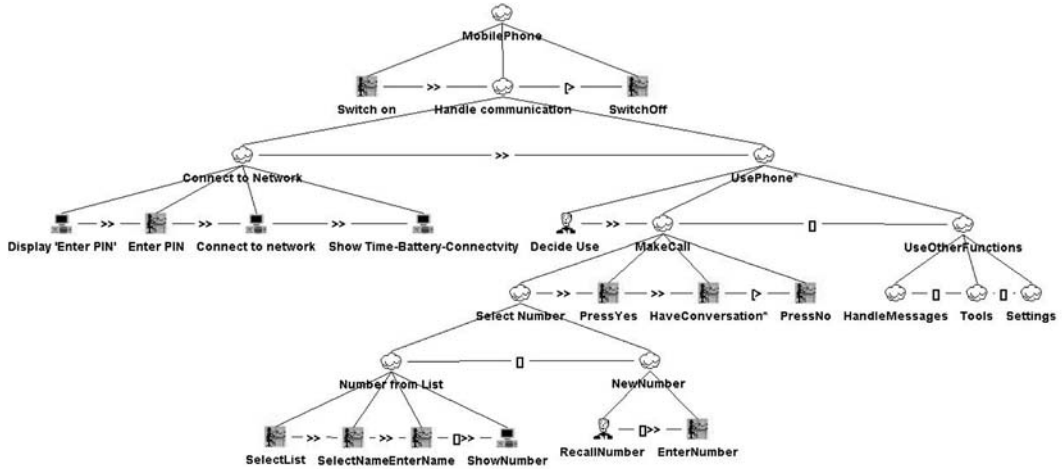 MobilePhone
>> [>
Switch on Handle communication SwitchOff
>>
Connect to Network UsePhone*
>> >> >> >> []
Display 'Enter PIN' Enter PIN Connect to network Show Time-Battery-Connectvity Decide Use MakeCall UseOtherFunctions
>> >> [> [] []
Select Number PressYes HaveConversation* PressNo HandleMessages Tools Settings
[]
Number from List NewNumber
>> >> []>> []>>
SelectList SelectName EnterName ShowNumber RecallNumber EnterNumber